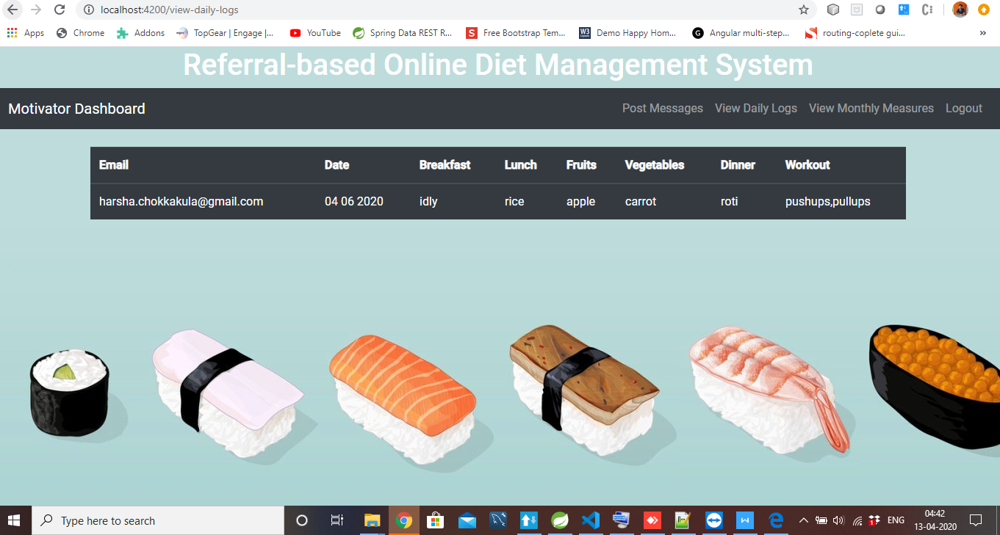 localhost:4200/view-daily-logs
Apps Chrome Addons TopGear | Engage |... YouTube Spring Data REST R... Free Bootstrap Tem... Demo Happy Hom... Angular multi-step... routing-coplete gui... »
Referral-based Online Diet Management System
Motivator Dashboard Post Messages View Daily Logs View Monthly Measures Logout
Email Date Breakfast Lunch Fruits Vegetables Dinner Workout
harsha.chokkakula@gmail.com 04 06 2020 idly rice apple carrot roti pushups,pullups
Type here to search
ENG
04:42
13-04-2020